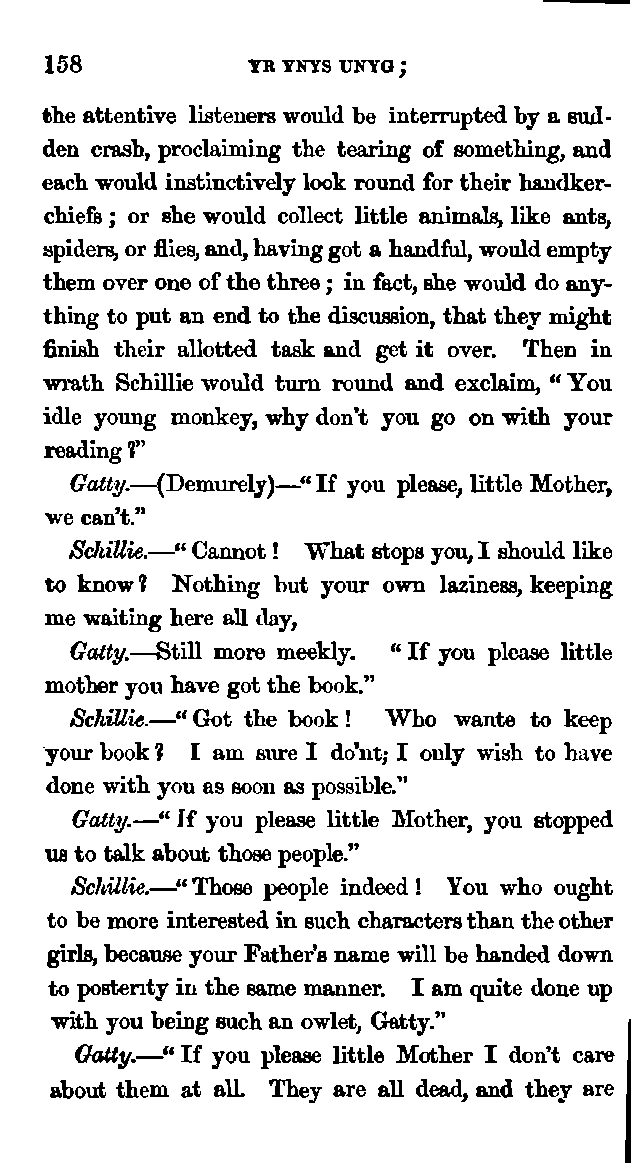 158 YR YNYS UNYG;
the attentive listeners would be interrupted by a sud-
den crash, proclaiming the tearing of something, and
each would instinctively look round for their handker-
chiefs; or she would collect little animals, like ants,
spiders, or flies, and, having got a handful, would empty
them over one of the three; in fact, she would do any-
thing to put an end to the discussion, that they might
finish their allotted task and get it over. Then in
wrath Schillie would turn round and exclaim, "You
idle young monkey, why don't you go on with your
reading?"
Gatty.—(Demurely)—"If you please, little Mother,
we can't."
Schillie.—"Cannot! What stops you, I should like
to know? Nothing but your own laziness, keeping
me waiting here all day,
Gatty.—Still more meekly. "If you please little
mother you have got the book."
Schillie.—"Got the book! Who wants to keep
your book? I am sure I do'nt; I only wish to have
done with you as soon as possible."
Gatty.—"If you please little Mother, you stopped
us to talk about those people."
Schillie.—"Those people indeed! You who ought
to be more interested in such characters than the other
girls, because your Father's name will be handed down
to posterity in the same manner. I am quite done up
with you being such an owlet, Gatty."
Gatty.—"If you please little Mother I don't care
about them at all. They are all dead, and they are